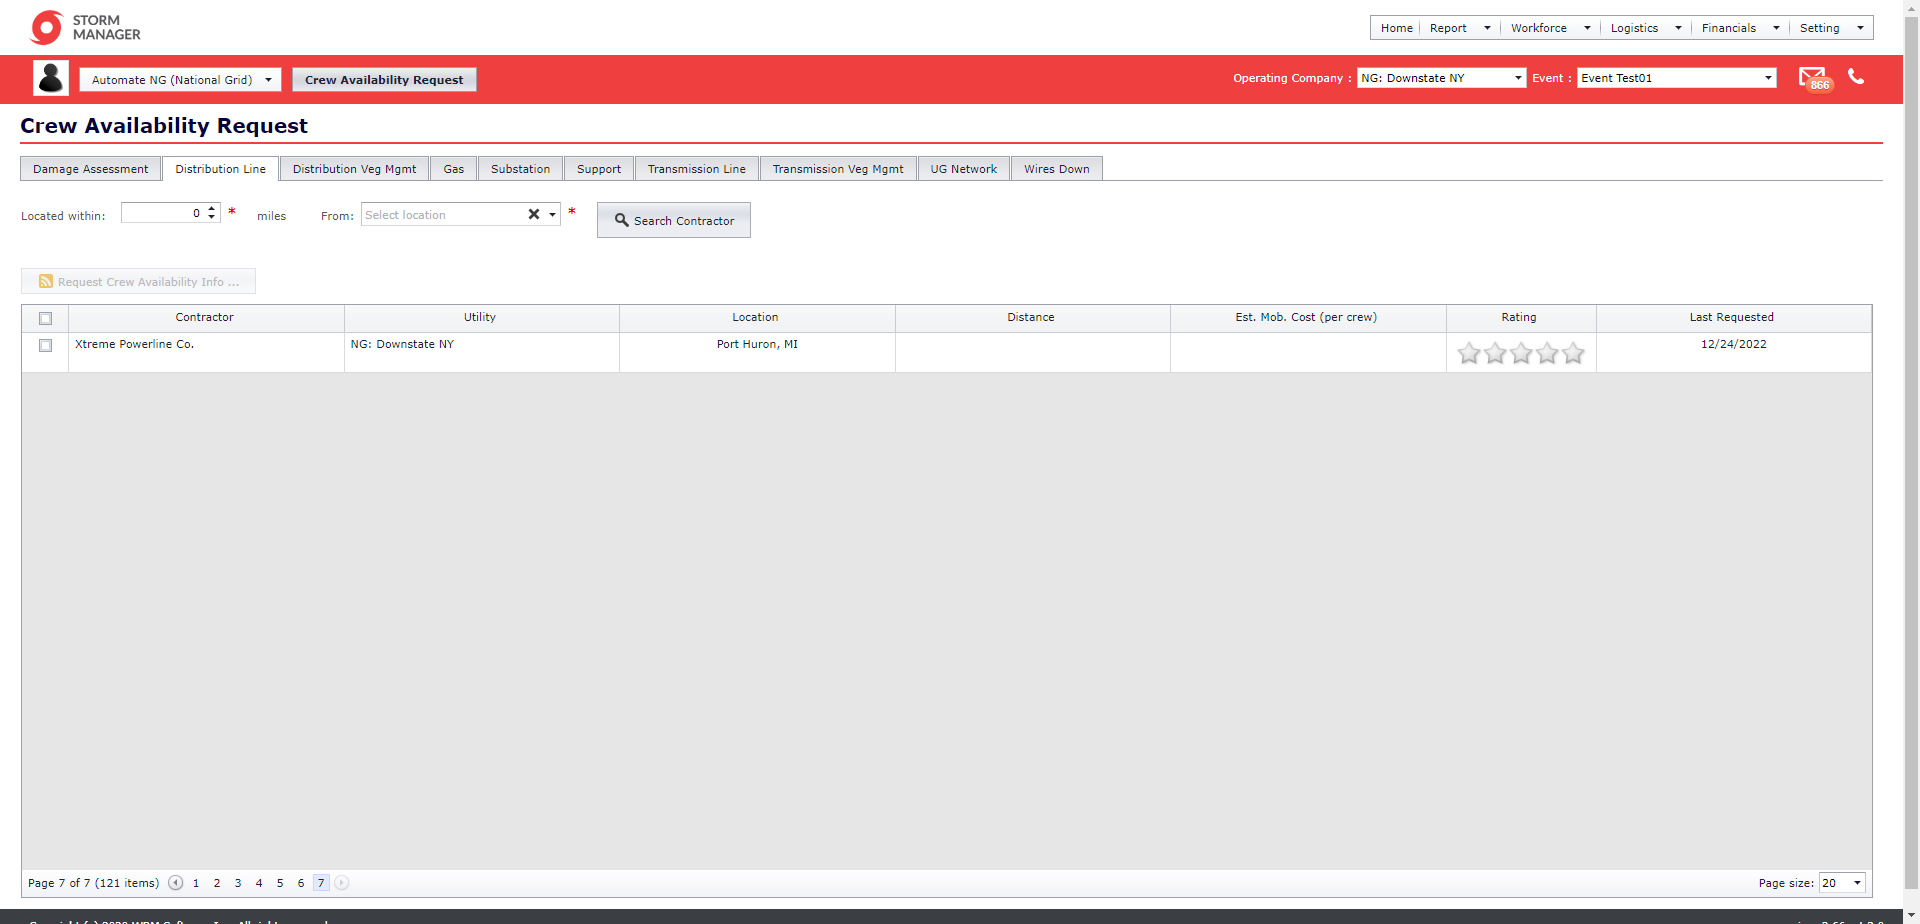 STORM
MANAGER
Home Report Workforce Logistics Financials Setting
Automate NG (National Grid) Crew Availability Request Operating Company : NG: Downstate NY Event : Event Test01 866
Crew Availability Request
Damage Assessment Distribution Line Distribution Veg Mgmt Gas Substation Support Transmission Line Transmission Veg Mgmt UG Network Wires Down
Located within: 0 * miles From: Select location * Search Contractor
Request Crew Availability Info ...
Contractor Utility Location Distance Est. Mob. Cost (per crew) Rating Last Requested
Xtreme Powerline Co. NG: Downstate NY Port Huron, MI 12/24/2022
Page 7 of 7 (121 items) 1 2 3 4 5 6 7 Page size: 20